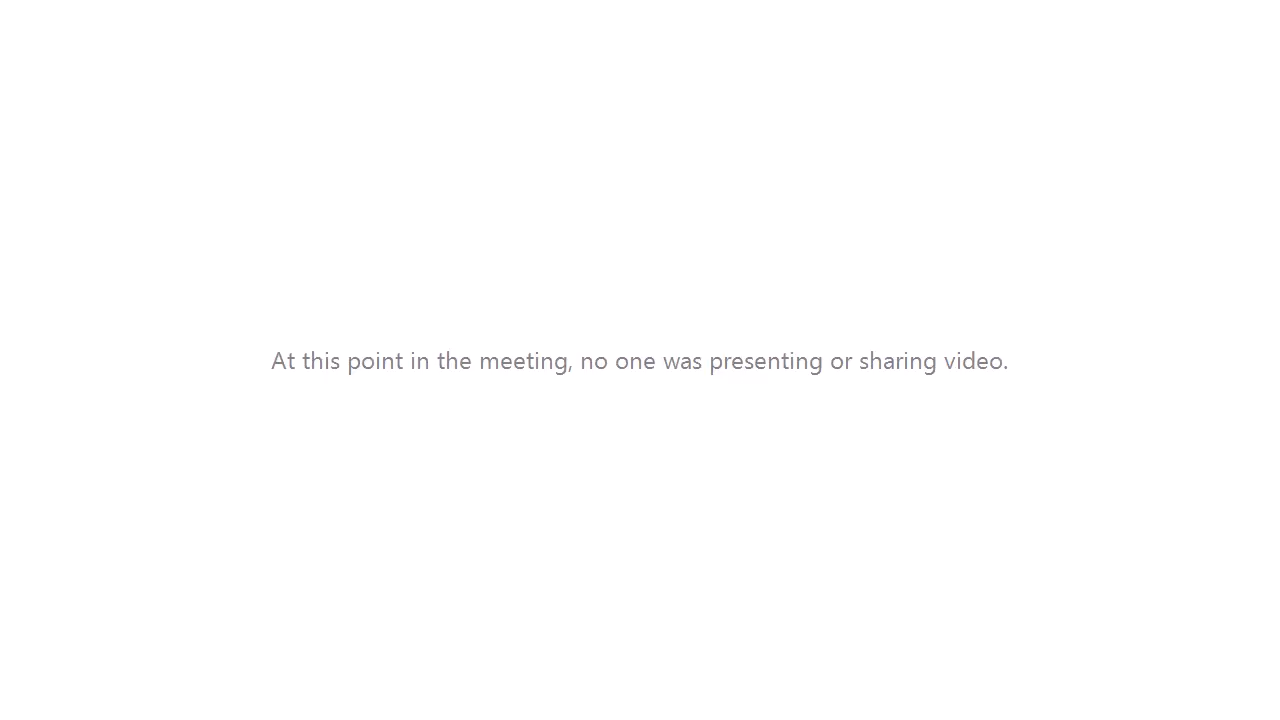 At this point in the meeting, no one was presenting or sharing video.